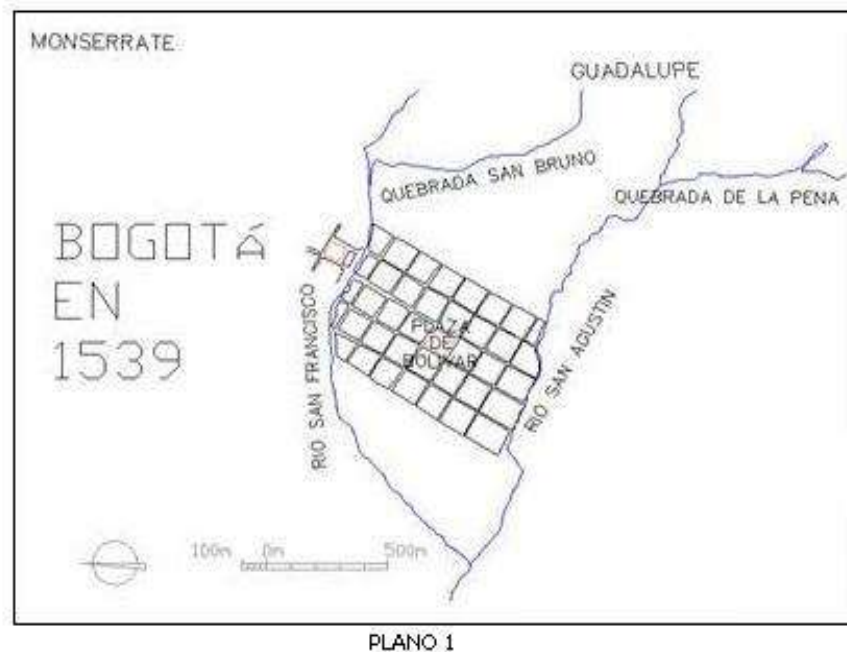 MONSERRATE
GUADALUPE
QUEBRADA SAN BRUNO
QUEBRADA DE LA PENA
BOGOTá
EN
1539
RIO SAN FRANCISCO
PLAZA
DE
BOLIVAR
RIO SAN AGUSTIN
100m 0m 500m
PLANO 1